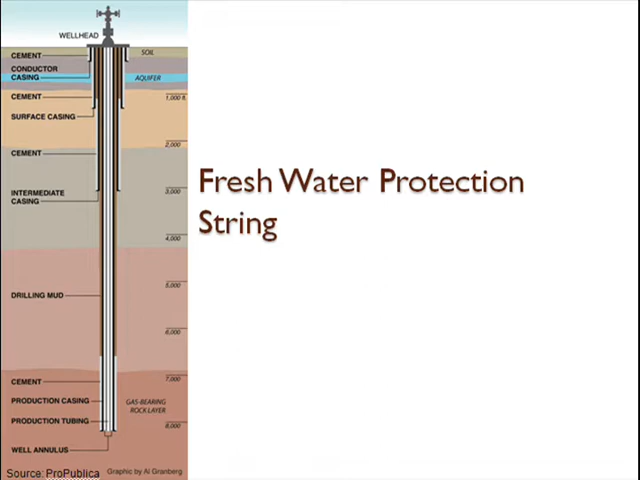 WELLHEAD
SOIL
CEMENT
CONDUCTOR
CASING
AQUIFER
CEMENT
1,000 ft.
SURFACE CASING
2,000
CEMENT
Fresh Water Protection
String
INTERMEDIATE
CASING
3,000
4,000
5,000
DRILLING MUD
6,000
7,000
CEMENT
PRODUCTION CASING
GAS-BEARING
ROCK LAYER
PRODUCTION TUBING
8,000
WELL ANNULUS
Source: ProPublica
Graphic by Al Granberg